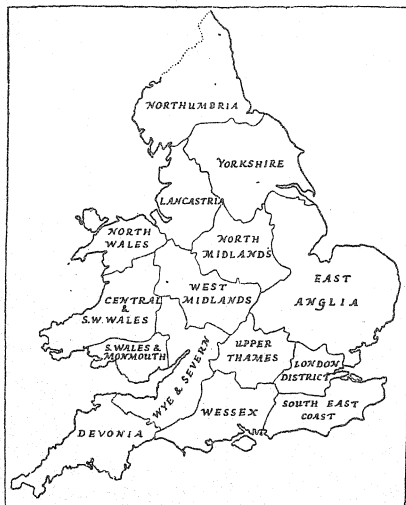 NORTHUMBRIA
YORKSHIRE
LANCASTRIA
NORTH
WALES
NORTH
MIDLANDS
EAST
ANGLIA
WEST
MIDLANDS
CENTRAL
&
S.W. WALES
S. WALES &
MONMOUTH
WYE & SEVERN
UPPER
THAMES
LONDON
DISTRICT
SOUTH EAST
COAST
WESSEX
DEVONIA